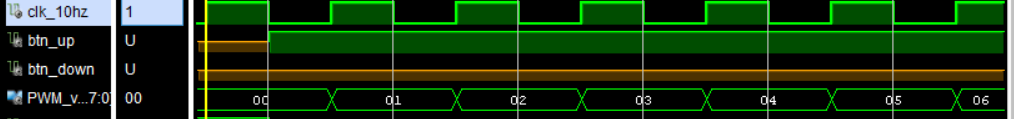 clk_10hz 1
btn_up U
btn_down U
PWM_v...7:0] 00 00 01 02 03 04 05 06